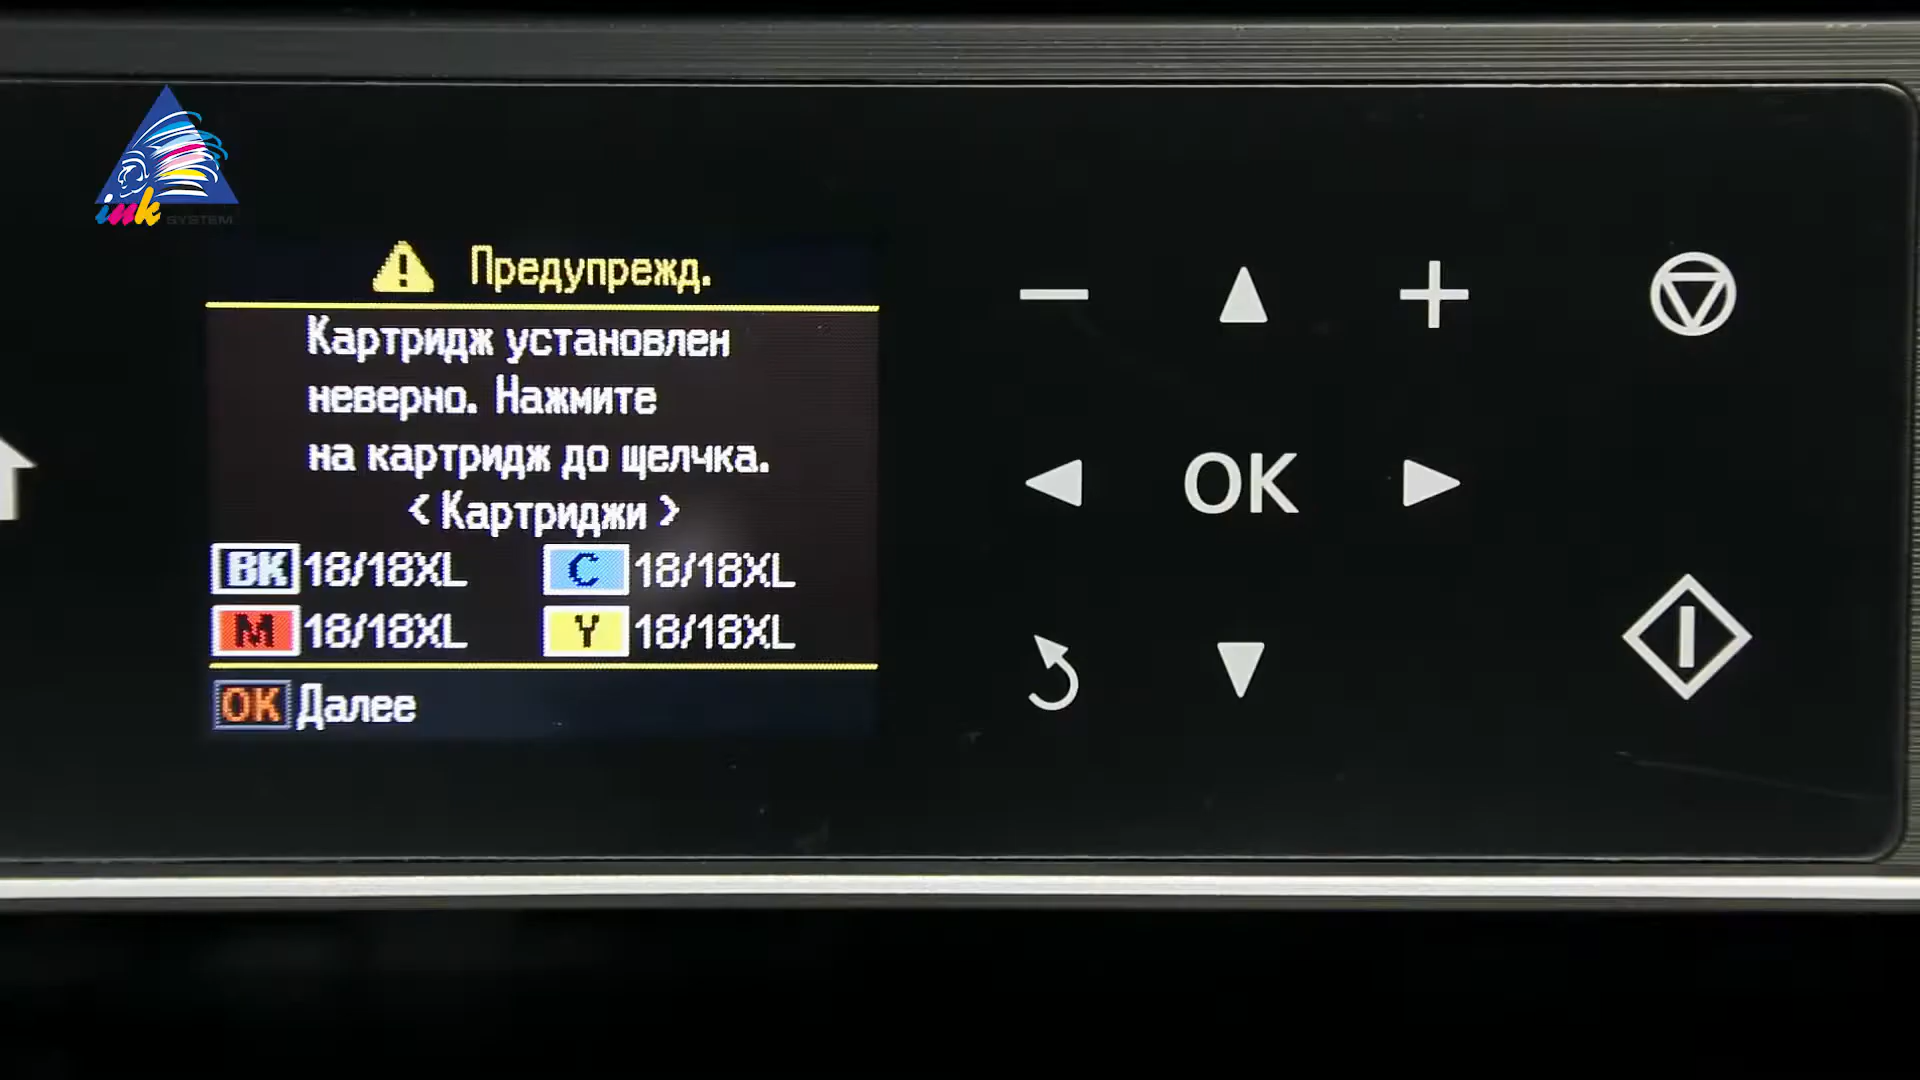 ink SYSTEM
Предупрежд.
Картридж установлен
неверно. Нажмите
на картридж до щелчка.
< Картриджи >
BK 18/18XL C 18/18XL
M 18/18XL Y 18/18XL
OK Далее
OK